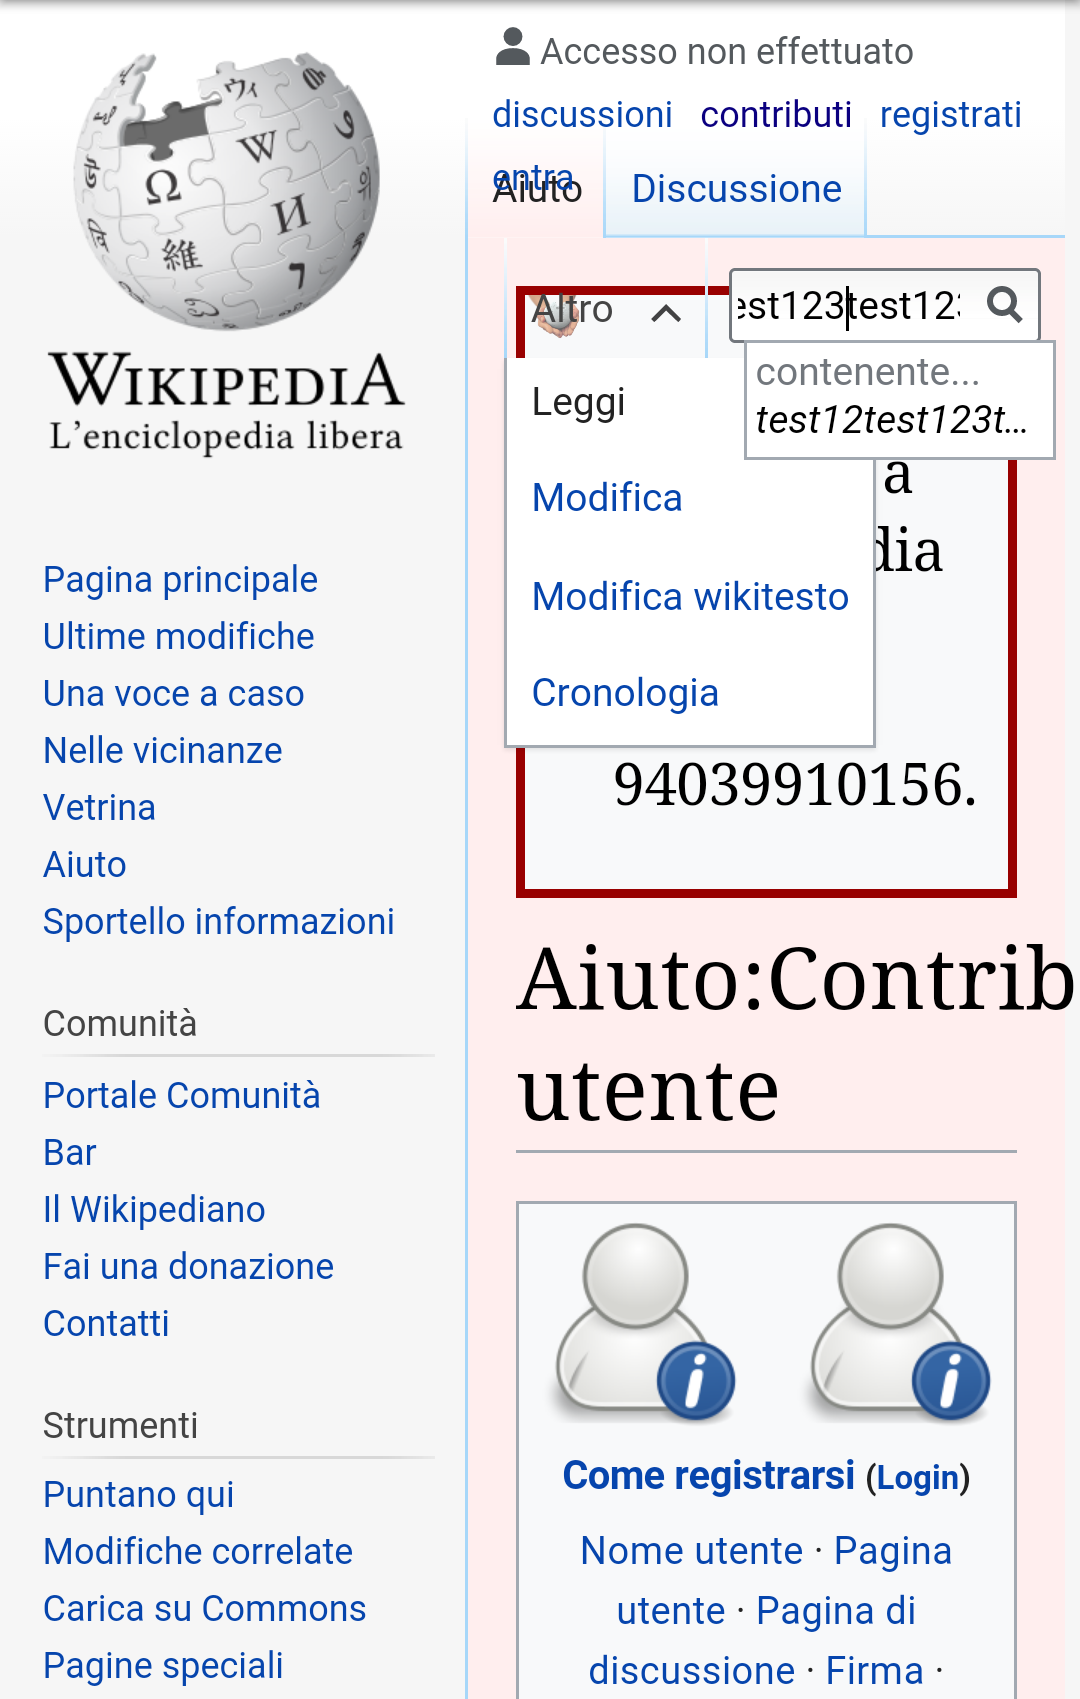 WIKIPEDIA
L'enciclopedia libera
Pagina principale
Ultime modifiche
Una voce a caso
Nelle vicinanze
Vetrina
Aiuto
Sportello informazioni
Comunità
Portale Comunità
Bar
Il Wikipediano
Fai una donazione
Contatti
Strumenti
Puntano qui
Modifiche correlate
Carica su Commons
Pagine speciali
Accesso non effettuato
discussioni contributi registrati
entra
Aiuto Discussione
Altro
est123test123
contenente...
test12test123t...
Leggi
Modifica
Modifica wikitesto
Cronologia
a
dia
94039910156.
Aiuto:Contrib
utente
Come registrarsi (Login)
Nome utente · Pagina
utente · Pagina di
discussione · Firma ·